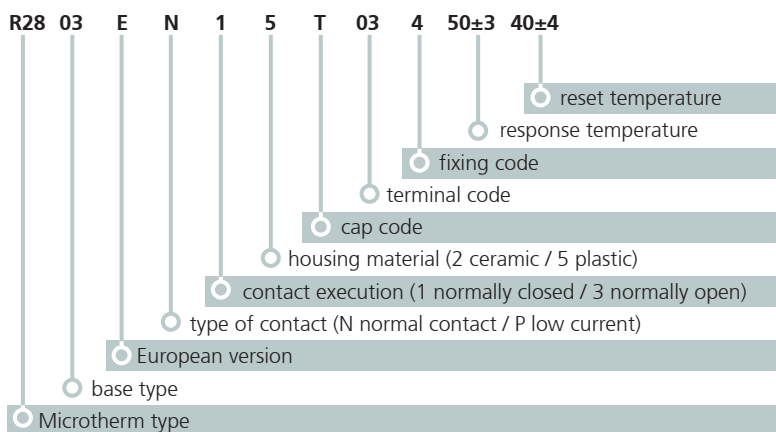 R28 03 E N 1 5 T 03 4 50±3 40±4
reset temperature
response temperature
fixing code
terminal code
cap code
housing material (2 ceramic / 5 plastic)
contact execution (1 normally closed / 3 normally open)
type of contact (N normal contact / P low current)
European version
base type
Microtherm type